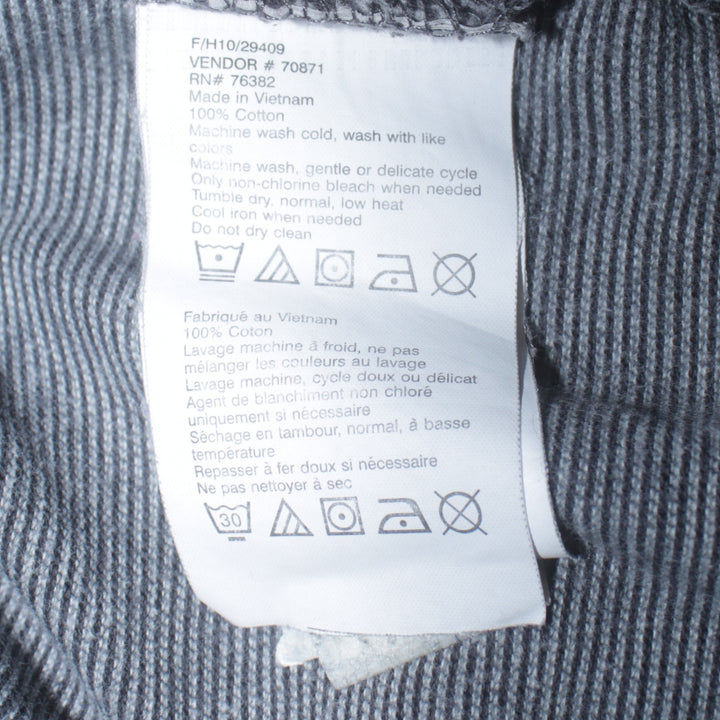 F/H10/29409
VENDOR # 70871
RN# 76382
Made in Vietnam
100% Cotton
Machine wash cold, wash with like
colors
Machine wash, gentle or delicate cycle
Only non-chlorine bleach when needed
Tumble dry. normal, low heat
Cool iron when needed
Do not dry clean
Fabriqué au Vietnam
100% Coton
Lavage machine à froid, ne pas
mélanger les couleurs au lavage
Lavage machine, cycle doux ou délicat
Agent de blanchiment non chloré
uniquement si nécessaire
Séchage en tambour, normal, à basse
température
Repasser à fer doux si nécessaire
Ne pas nettoyer à sec
30